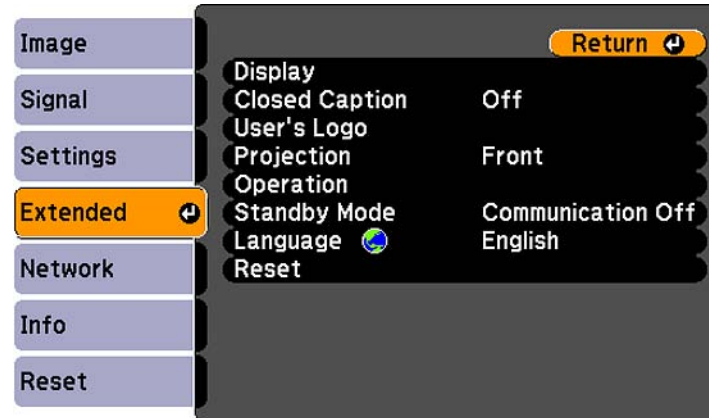 Image
Signal
Settings
Extended
Network
Info
Reset
Return
Display
Closed Caption Off
User's Logo
Projection Front
Operation
Standby Mode Communication Off
Language English
Reset